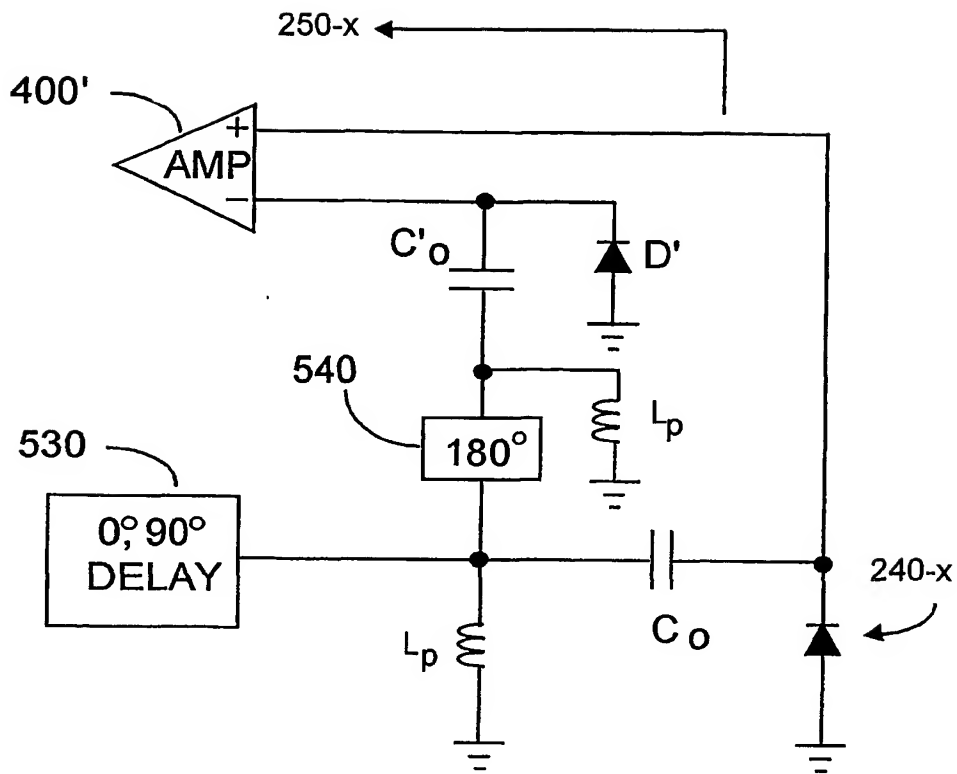 250-x
400'
+
AMP
−
C'o
D'
540
Lp
180°
530
0°, 90°
DELAY
240-x
Co
Lp